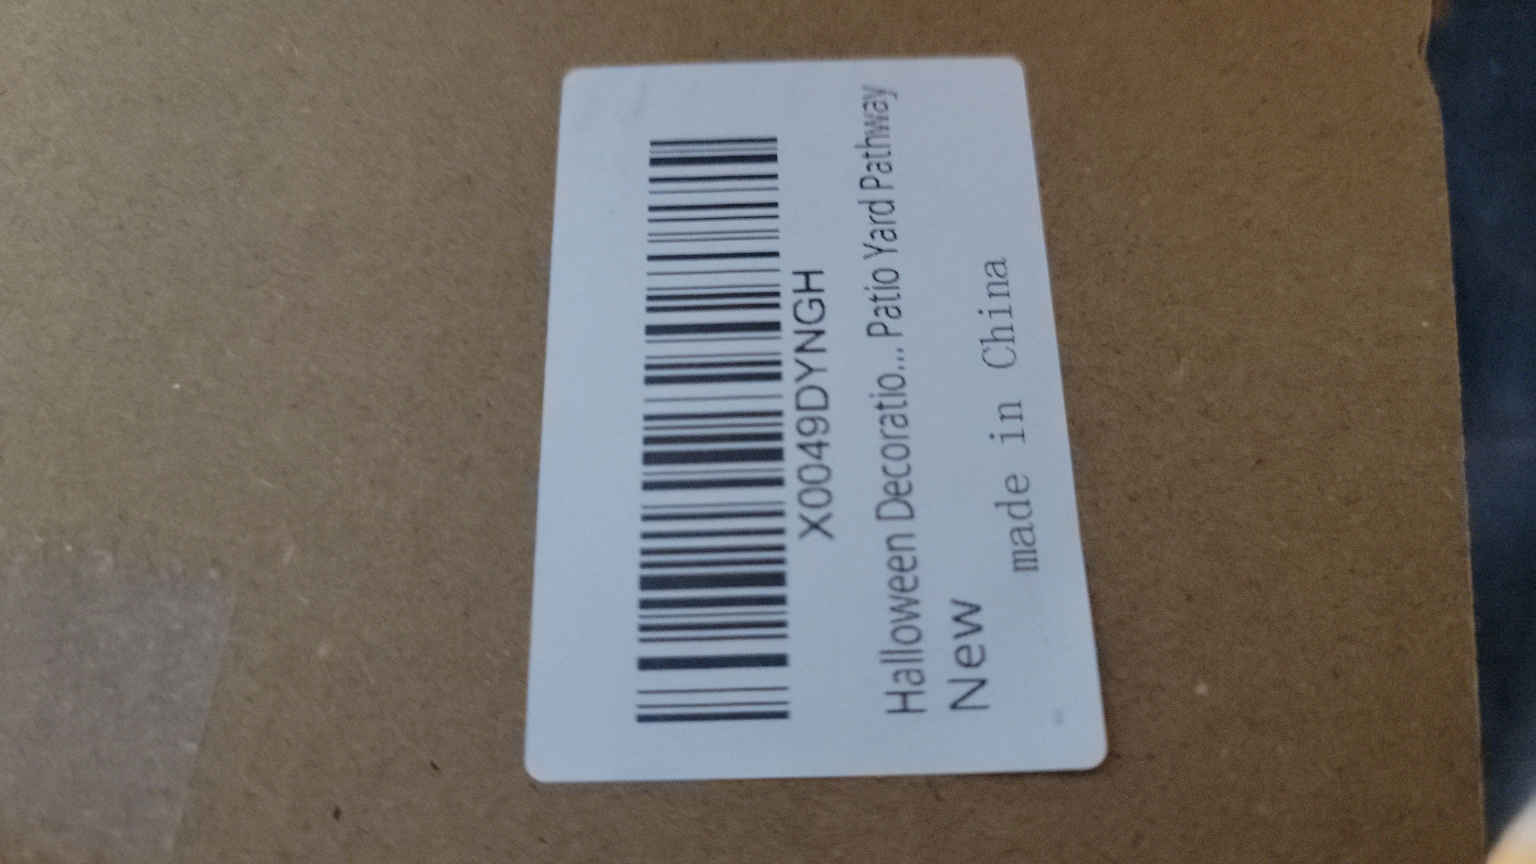 X0049DYNGH
Halloween Decoratio... Patio Yard Pathway
New
made in China